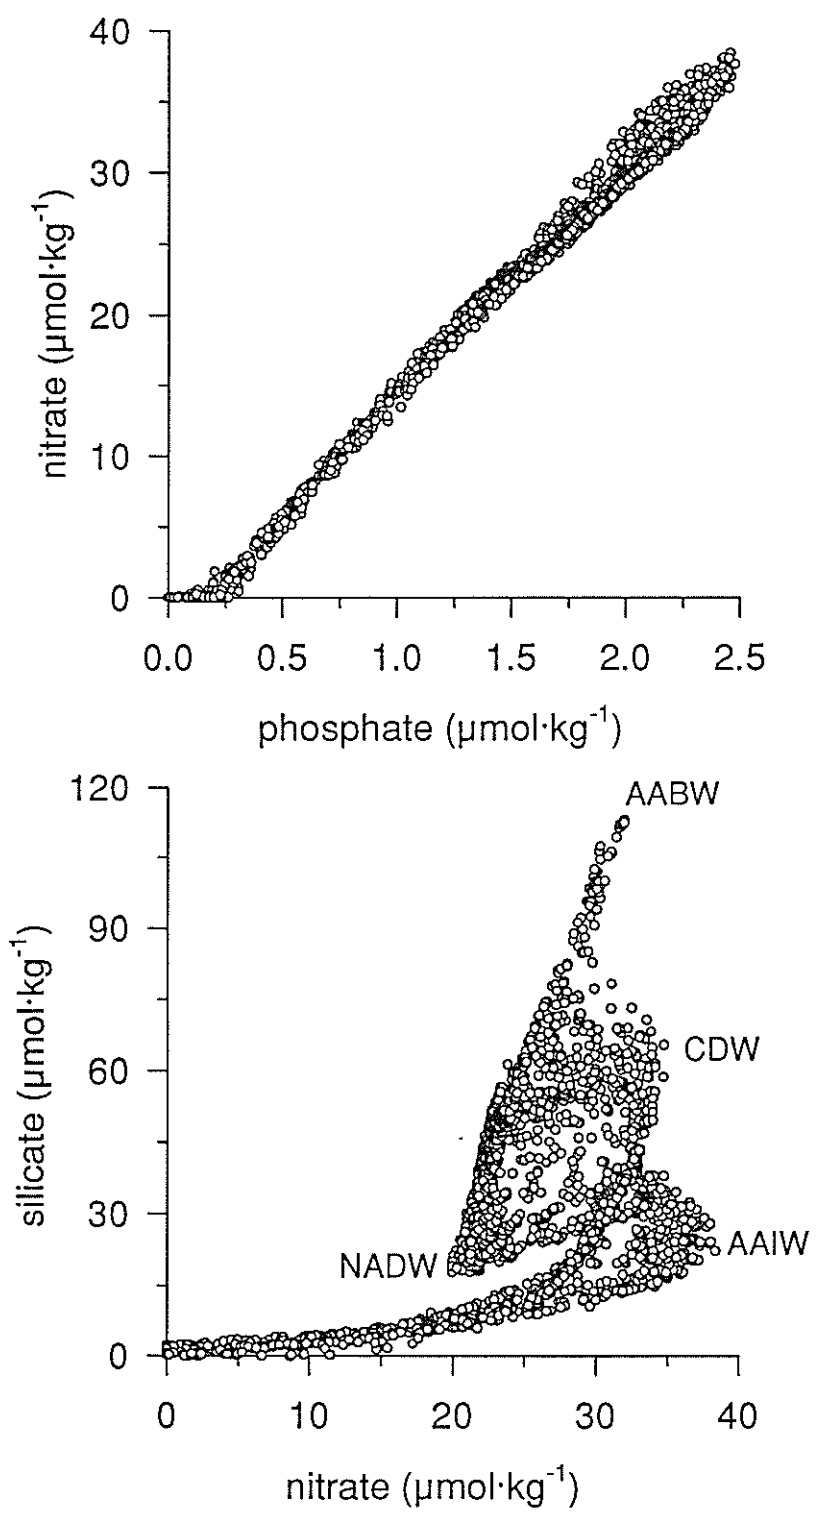 40
30
20
10
0
nitrate (µmol·kg⁻¹)
0.0 0.5 1.0 1.5 2.0 2.5
phosphate (µmol·kg⁻¹)
120
90
60
30
0
silicate (µmol·kg⁻¹)
AABW
CDW
AAIW
NADW
0 10 20 30 40
nitrate (µmol·kg⁻¹)